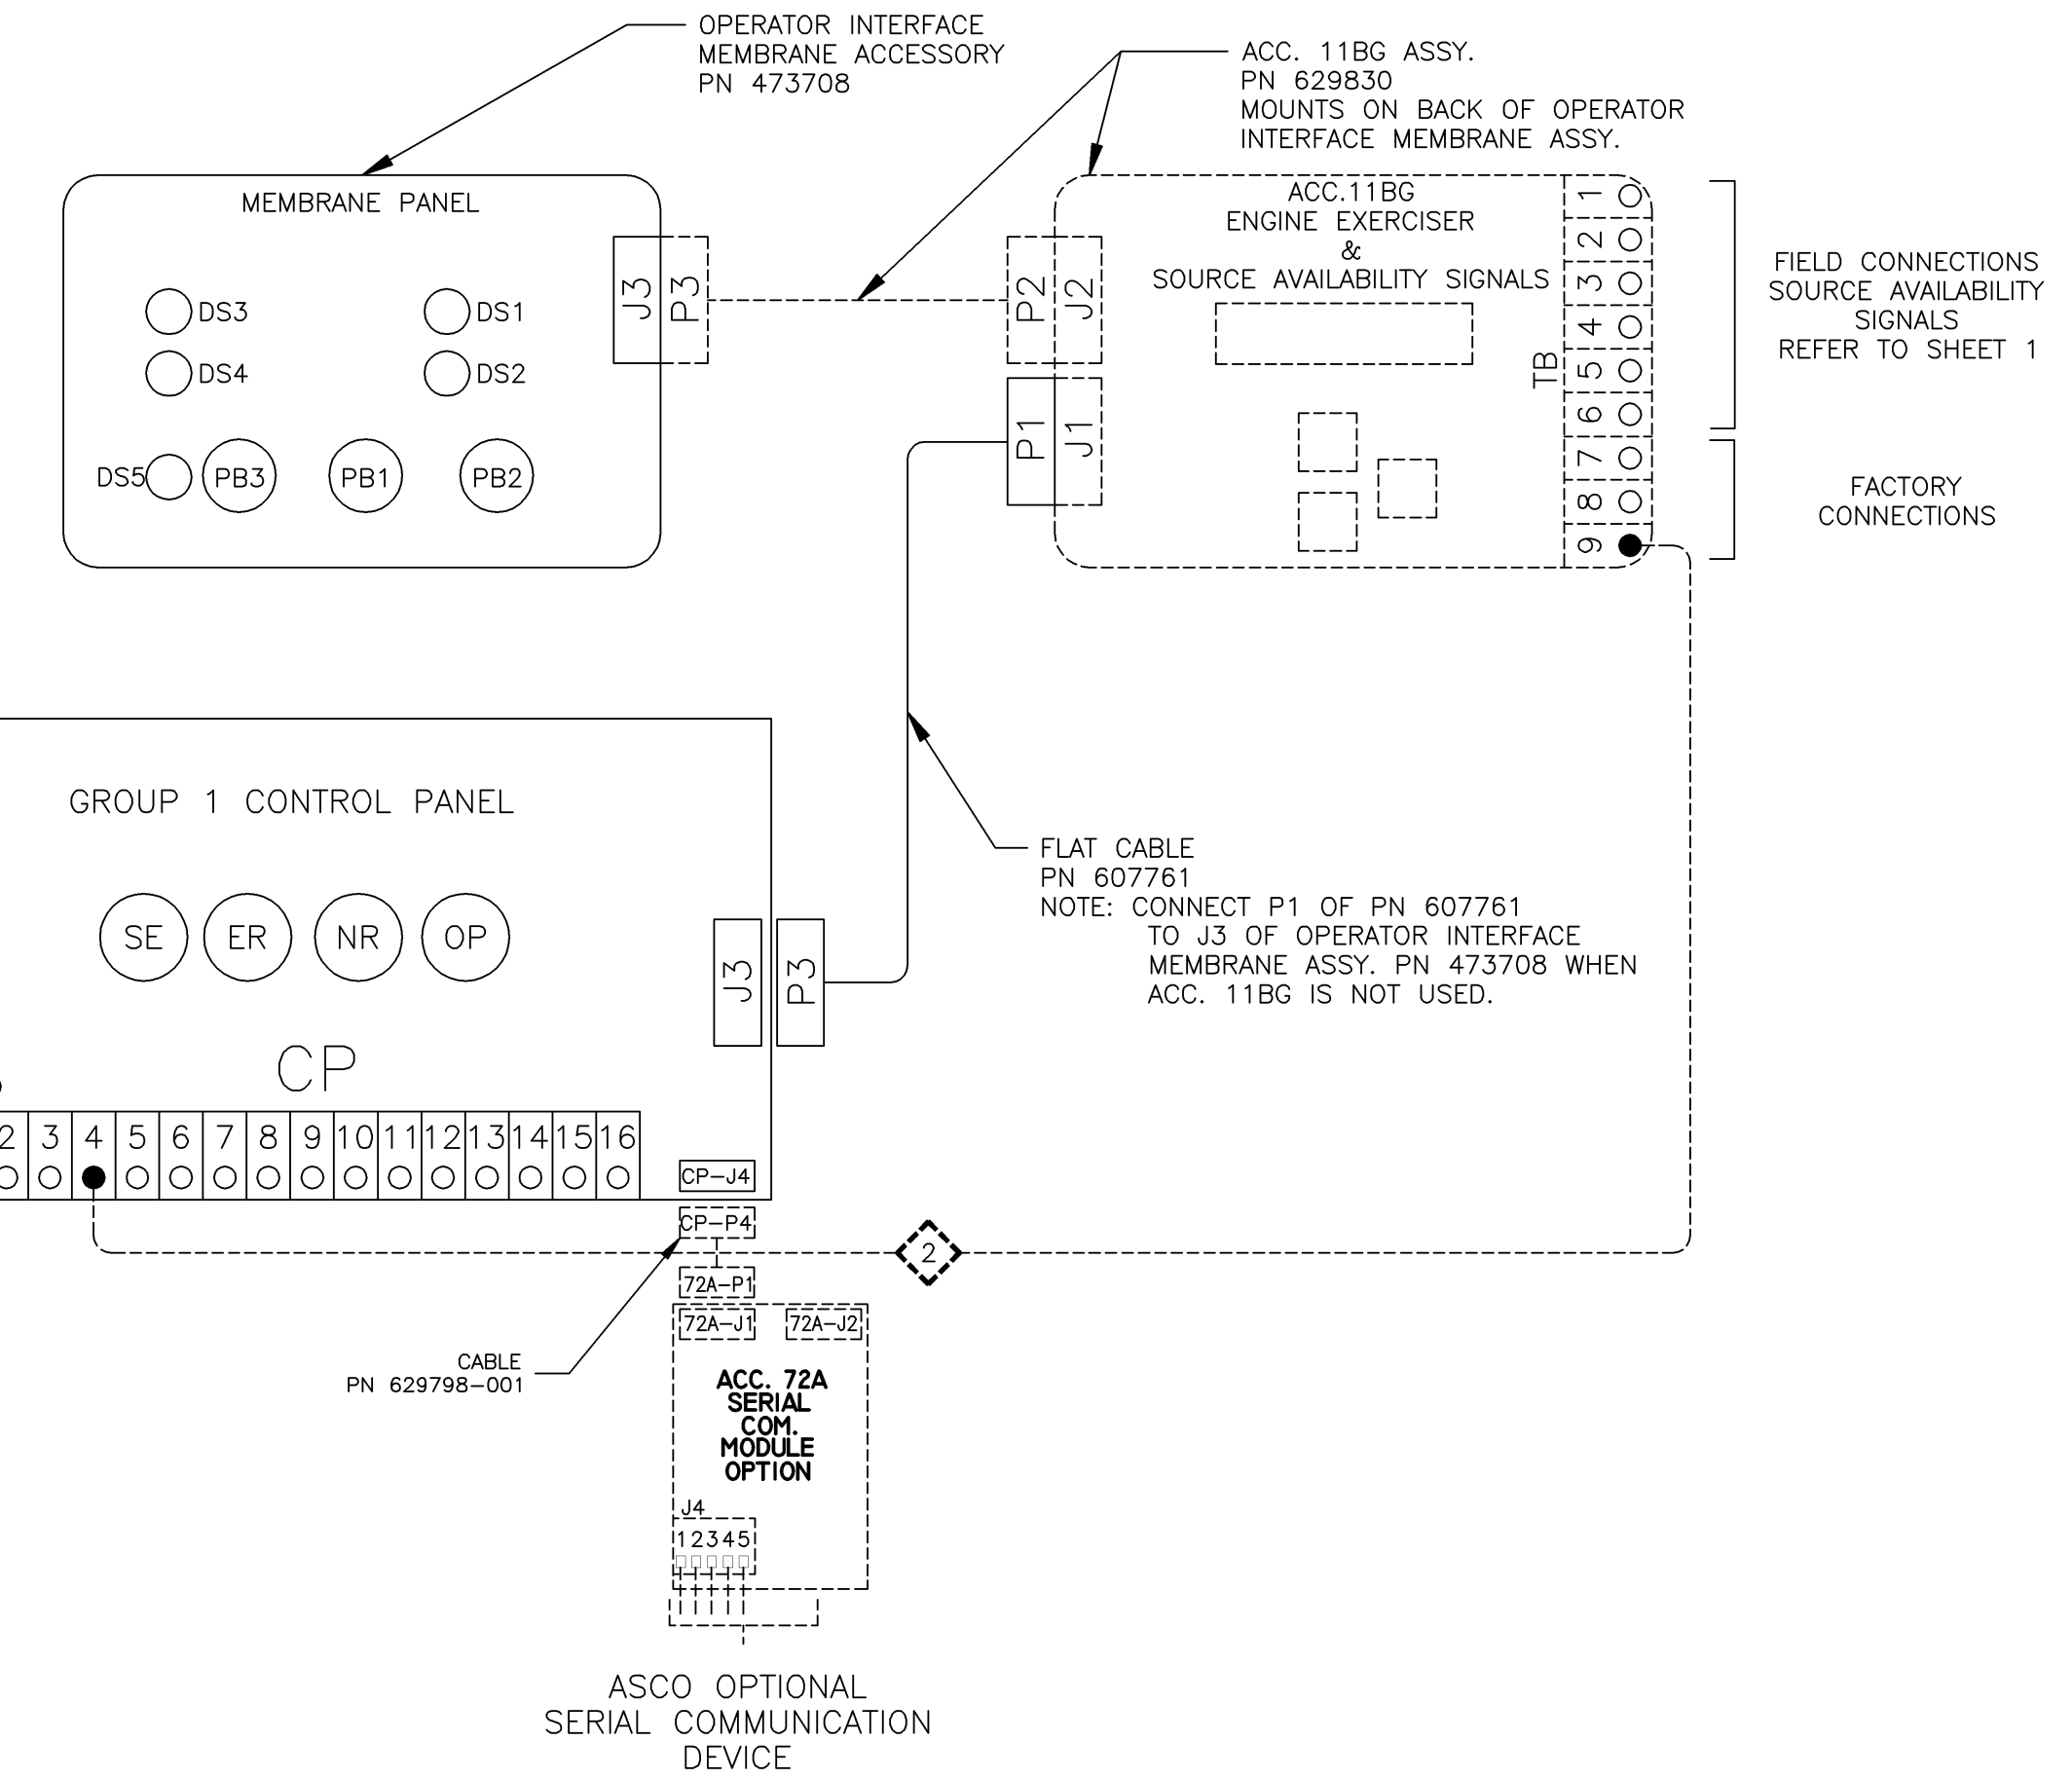 OPERATOR INTERFACE
MEMBRANE ACCESSORY
PN 473708
ACC. 11BG ASSY.
PN 629830
MOUNTS ON BACK OF OPERATOR
INTERFACE MEMBRANE ASSY.
MEMBRANE PANEL
DS3
DS1
DS4
DS2
DS5
PB3
PB1
PB2
J3
P3
P2
J2
P1
J1
ACC.11BG
ENGINE EXERCISER
&
SOURCE AVAILABILITY SIGNALS
TB
1
2
3
4
5
6
7
8
9
FIELD CONNECTIONS
SOURCE AVAILABILITY
SIGNALS
REFER TO SHEET 1
FACTORY
CONNECTIONS
GROUP 1 CONTROL PANEL
SE
ER
NR
OP
J3
P3
CP
FLAT CABLE
PN 607761
NOTE: CONNECT P1 OF PN 607761
TO J3 OF OPERATOR INTERFACE
MEMBRANE ASSY. PN 473708 WHEN
ACC. 11BG IS NOT USED.
2 3 4 5 6 7 8 9 10 11 12 13 14 15 16
CP-J4
CP-P4
2
72A-P1
72A-J1
72A-J2
CABLE
PN 629798-001
ACC. 72A
SERIAL
COM.
MODULE
OPTION
J4
1 2 3 4 5
ASCO OPTIONAL
SERIAL COMMUNICATION
DEVICE